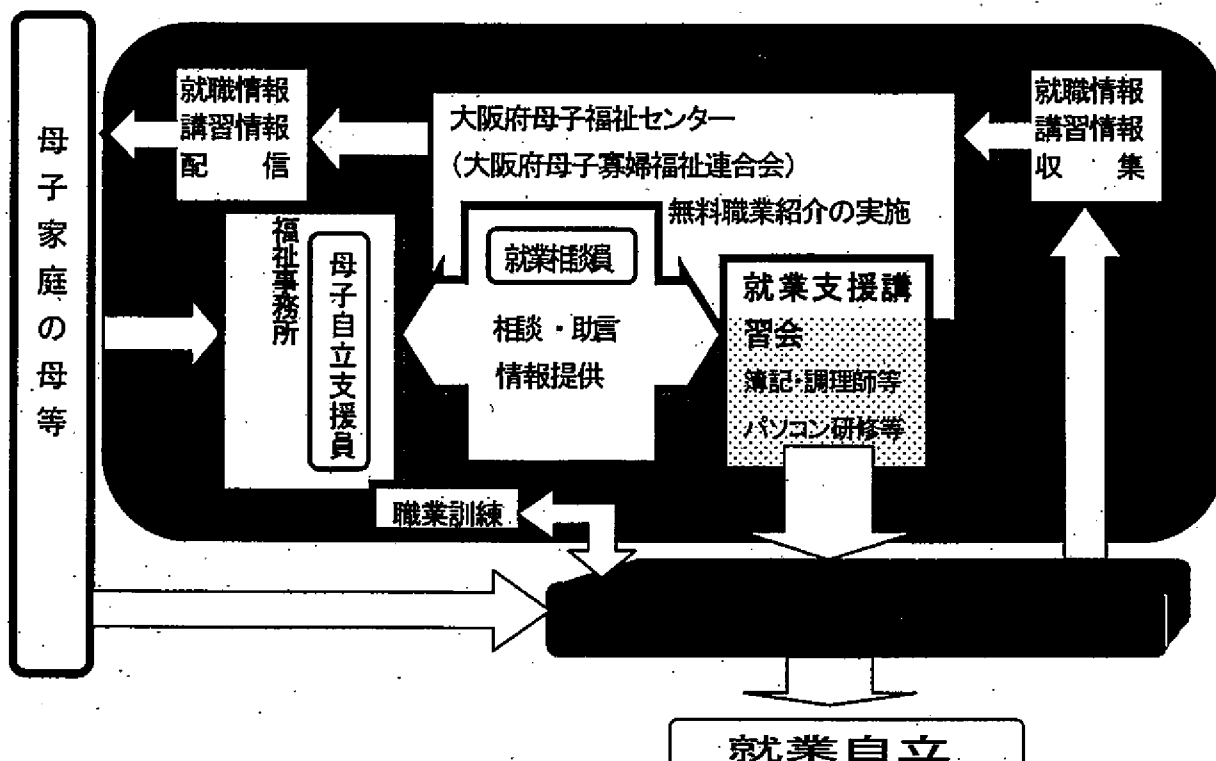 母子家庭の母等
就職情報
講習情報
配　　信
大阪府母子福祉センター
（大阪府母子寡婦福祉連合会）
無料職業紹介の実施
就職情報
講習情報
収　　集
福祉事務所
母子自立支援員
就業相談員
相談・助言
情報提供
就業支援講
習会
簿記・調理師等
パソコン研修等
職業訓練
就業自立